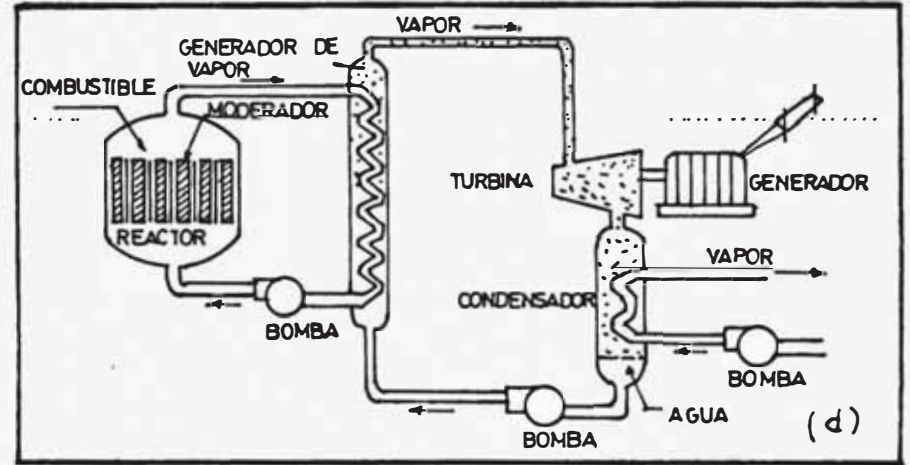 VAPOR
GENERADOR DE
VAPOR
COMBUSTIBLE
MODERADOR
TURBINA
GENERADOR
REACTOR
VAPOR
CONDENSADOR
BOMBA
BOMBA
AGUA
BOMBA
(d)